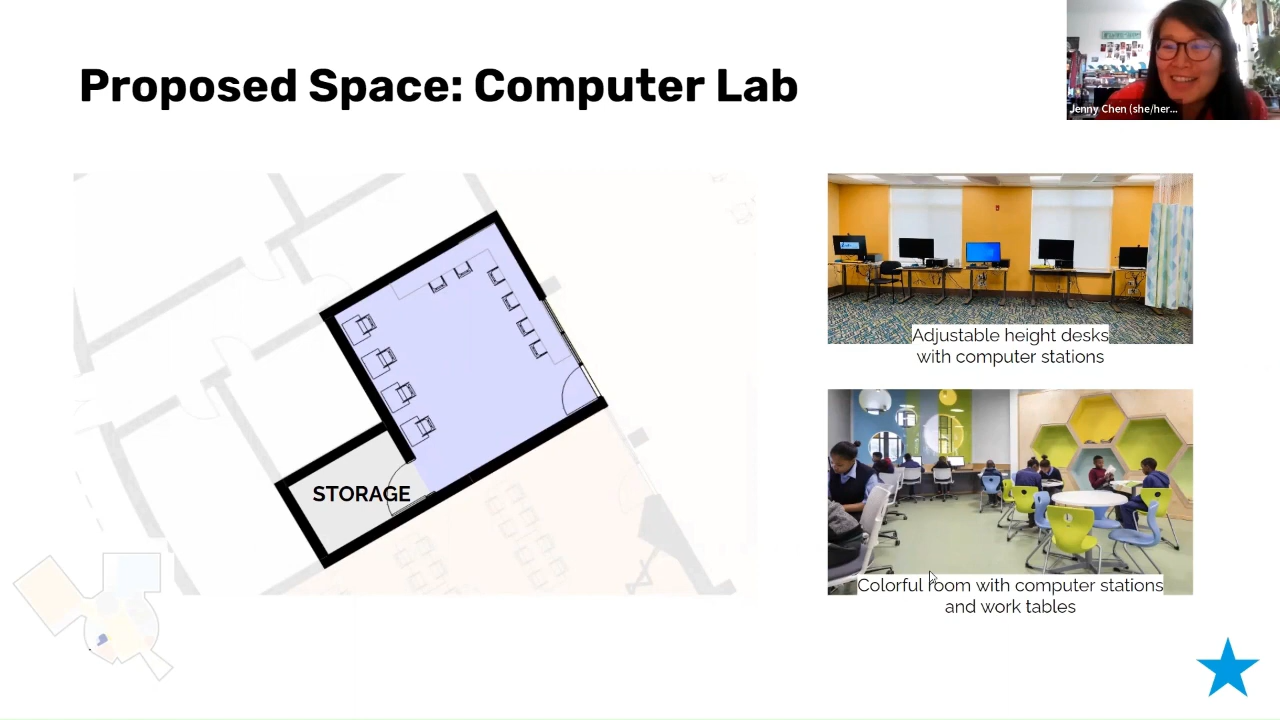 Proposed Space: Computer Lab
Jenny Chen (she/her...
STORAGE
Adjustable height desks
with computer stations
Colorful room with computer stations
and work tables